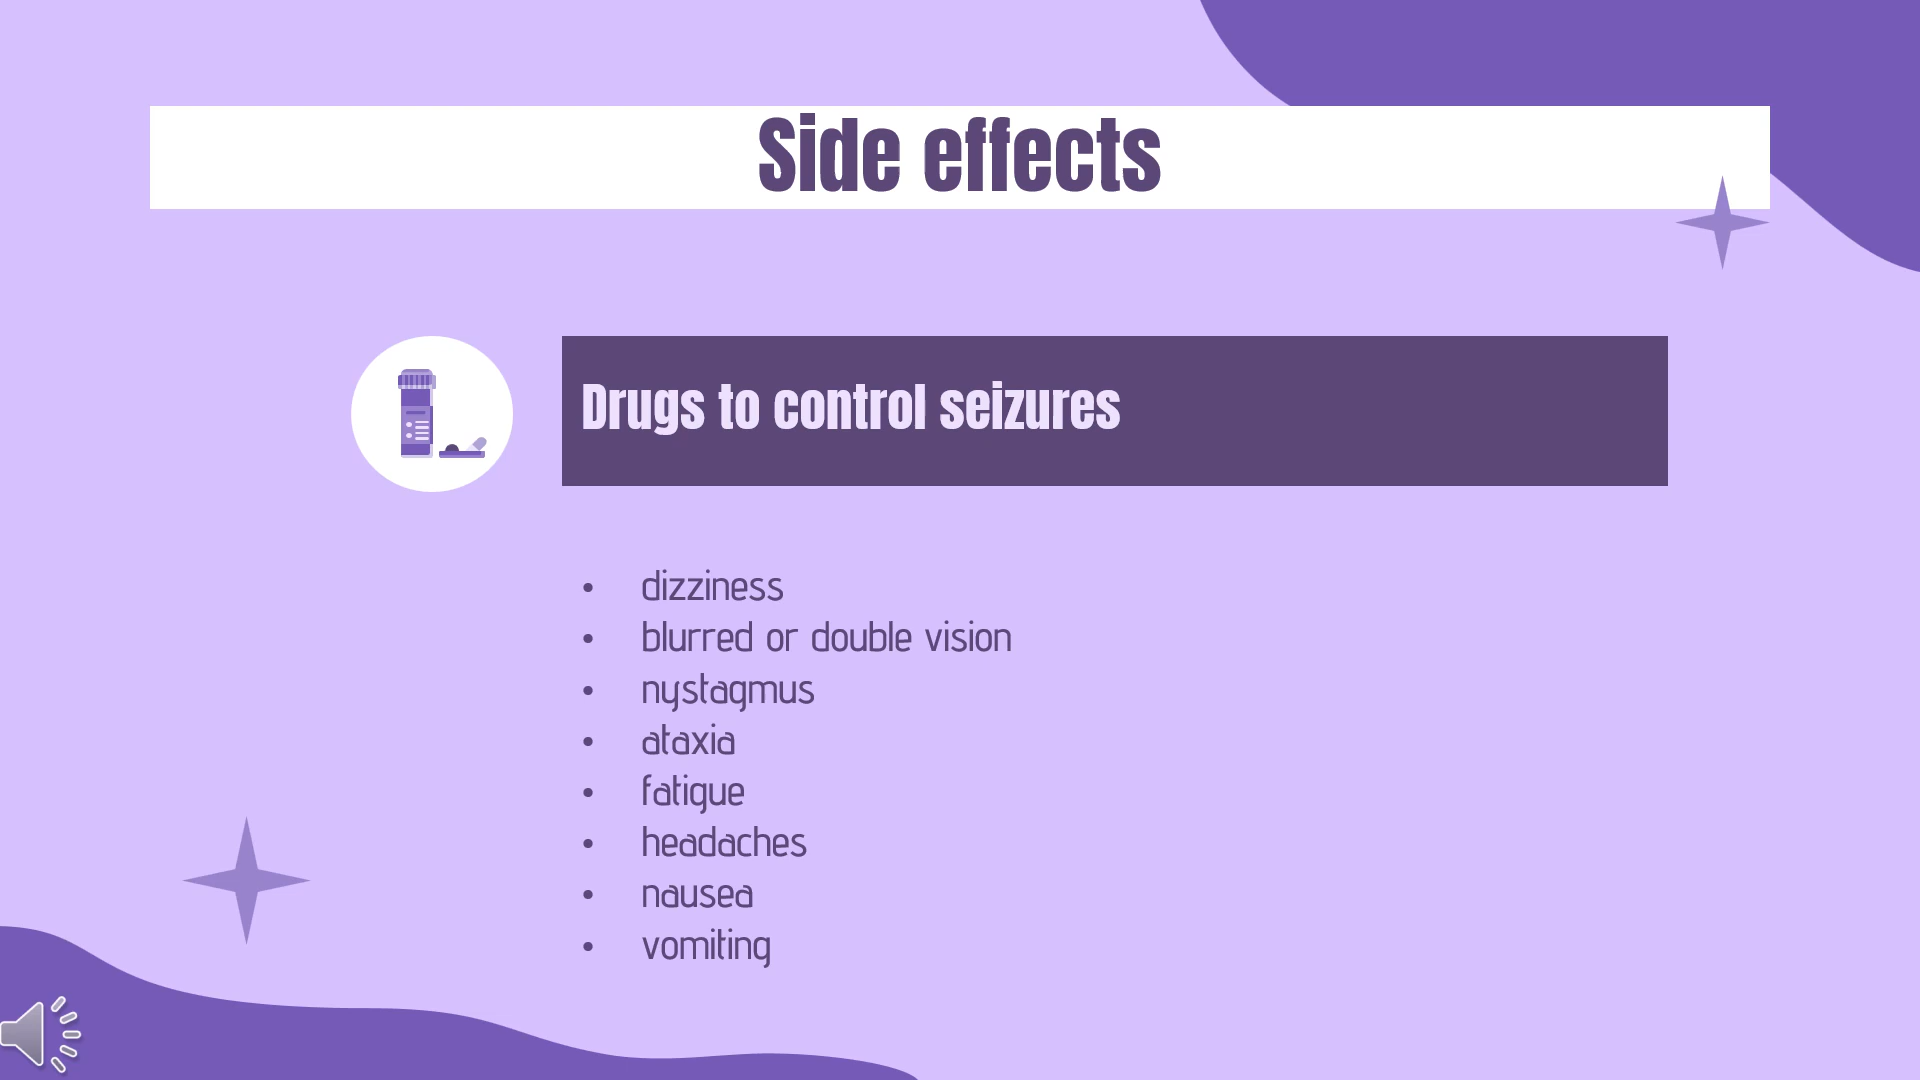 Side effects
Drugs to control seizures
• dizziness
• blurred or double vision
• nystagmus
• ataxia
• fatigue
• headaches
• nausea
• vomiting